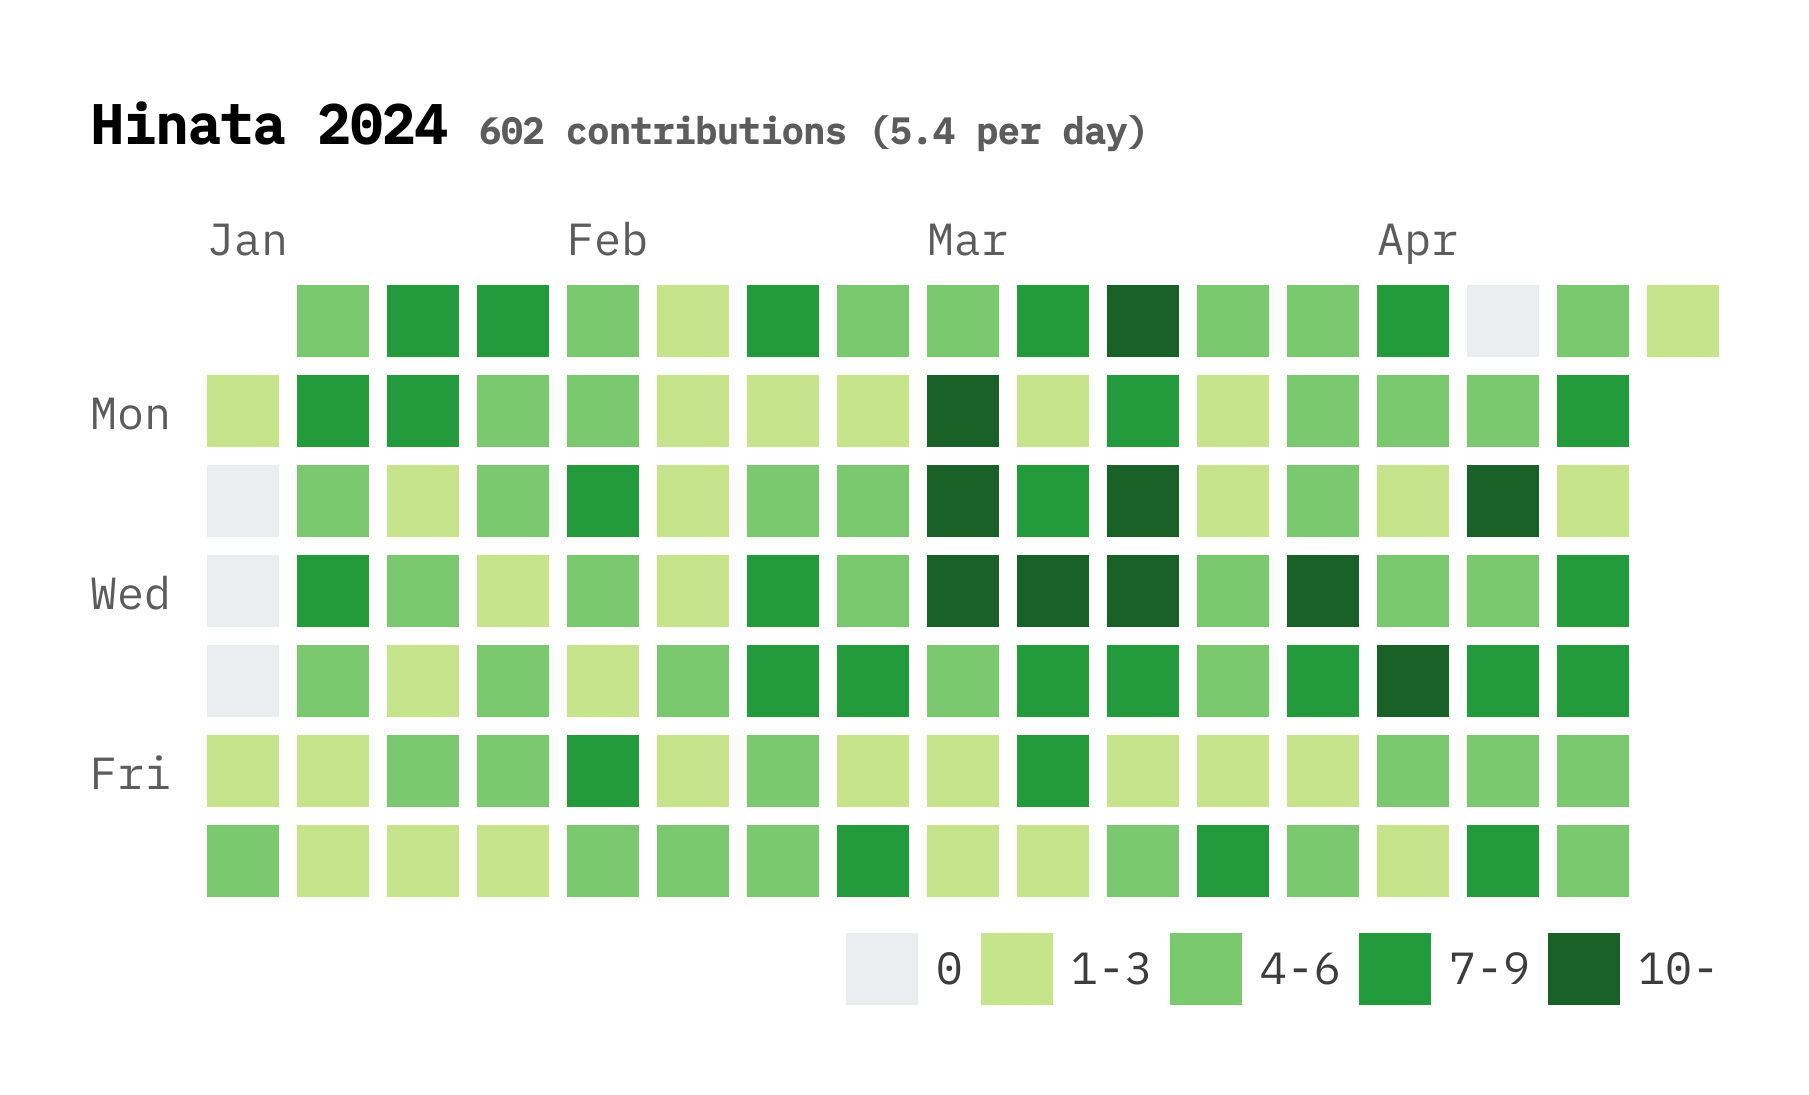 Hinata 2024 602 contributions (5.4 per day)
Jan Feb Mar Apr
Mon
Wed
Fri
0 1-3 4-6 7-9 10-